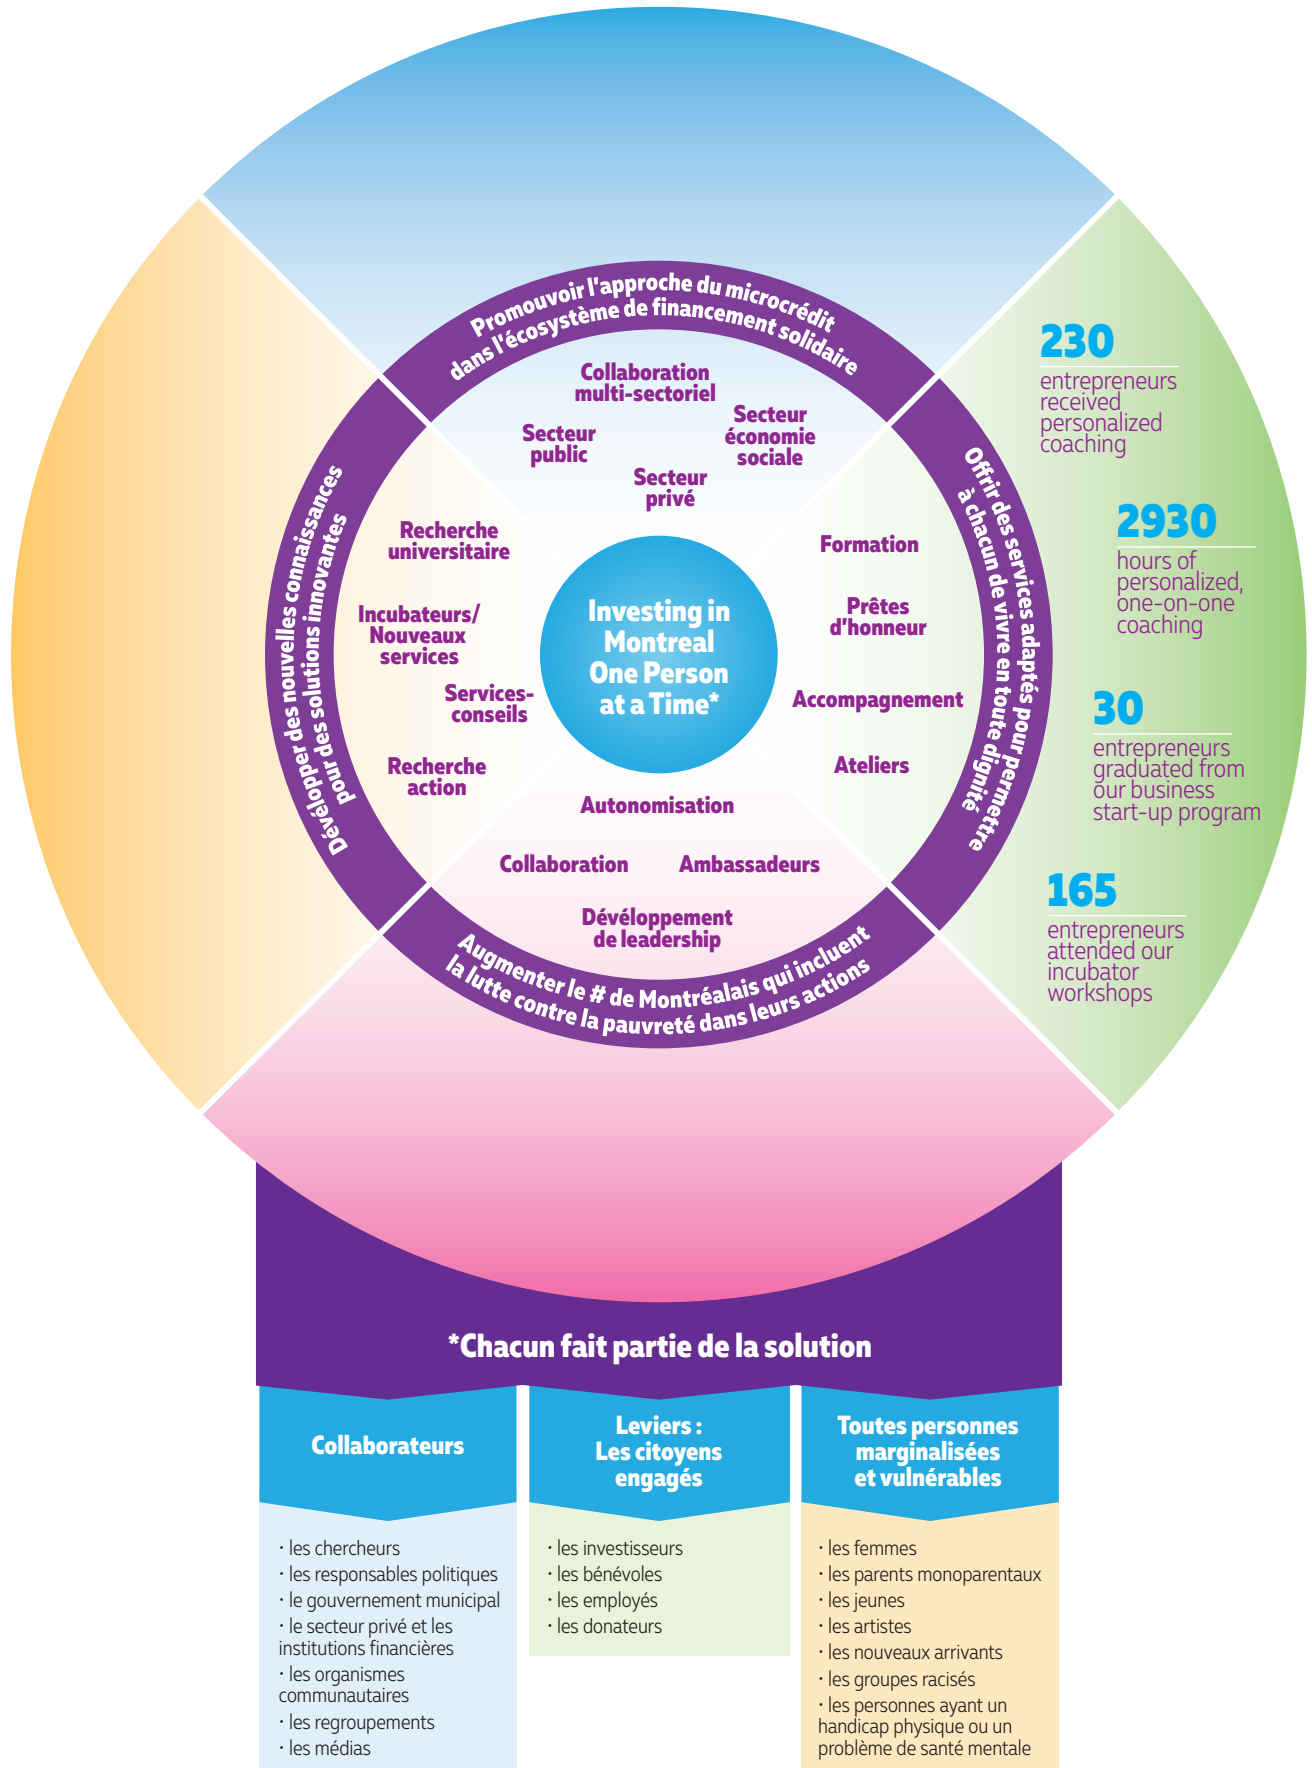 Promouvoir l'approche du microcrédit
dans l'écosystème de financement solidaire
Collaboration
multi-sectoriel
Secteur
public
Secteur
économie
sociale
Secteur
privé
Développer des nouvelles connaissances
pour des solutions innovantes
Recherche
universitaire
Incubateurs/
Nouveaux
services
Services-
conseils
Recherche
action
Investing in
Montreal
One Person
at a Time*
Formation
Prêtes
d'honneur
Accompagnement
Ateliers
Offrir des services adaptés pour permettre
à chacun de vivre en toute dignité
230
entrepreneurs
received
personalized
coaching
2930
hours of
personalized,
one-on-one
coaching
30
entrepreneurs
graduated from
our business
start-up program
165
entrepreneurs
attended our
incubator
workshops
Autonomisation
Collaboration
Ambassadeurs
Dévéloppement
de leadership
Augmenter le # de Montréalais qui incluent
la lutte contre la pauvreté dans leurs actions
*Chacun fait partie de la solution
Collaborateurs
· les chercheurs
· les responsables politiques
· le gouvernement municipal
· le secteur privé et les
institutions financières
· les organismes
communautaires
· les regroupements
· les médias
Leviers :
Les citoyens
engagés
· les investisseurs
· les bénévoles
· les employés
· les donateurs
Toutes personnes
marginalisées
et vulnérables
· les femmes
· les parents monoparentaux
· les jeunes
· les artistes
· les nouveaux arrivants
· les groupes racisés
· les personnes ayant un
handicap physique ou un
problème de santé mentale